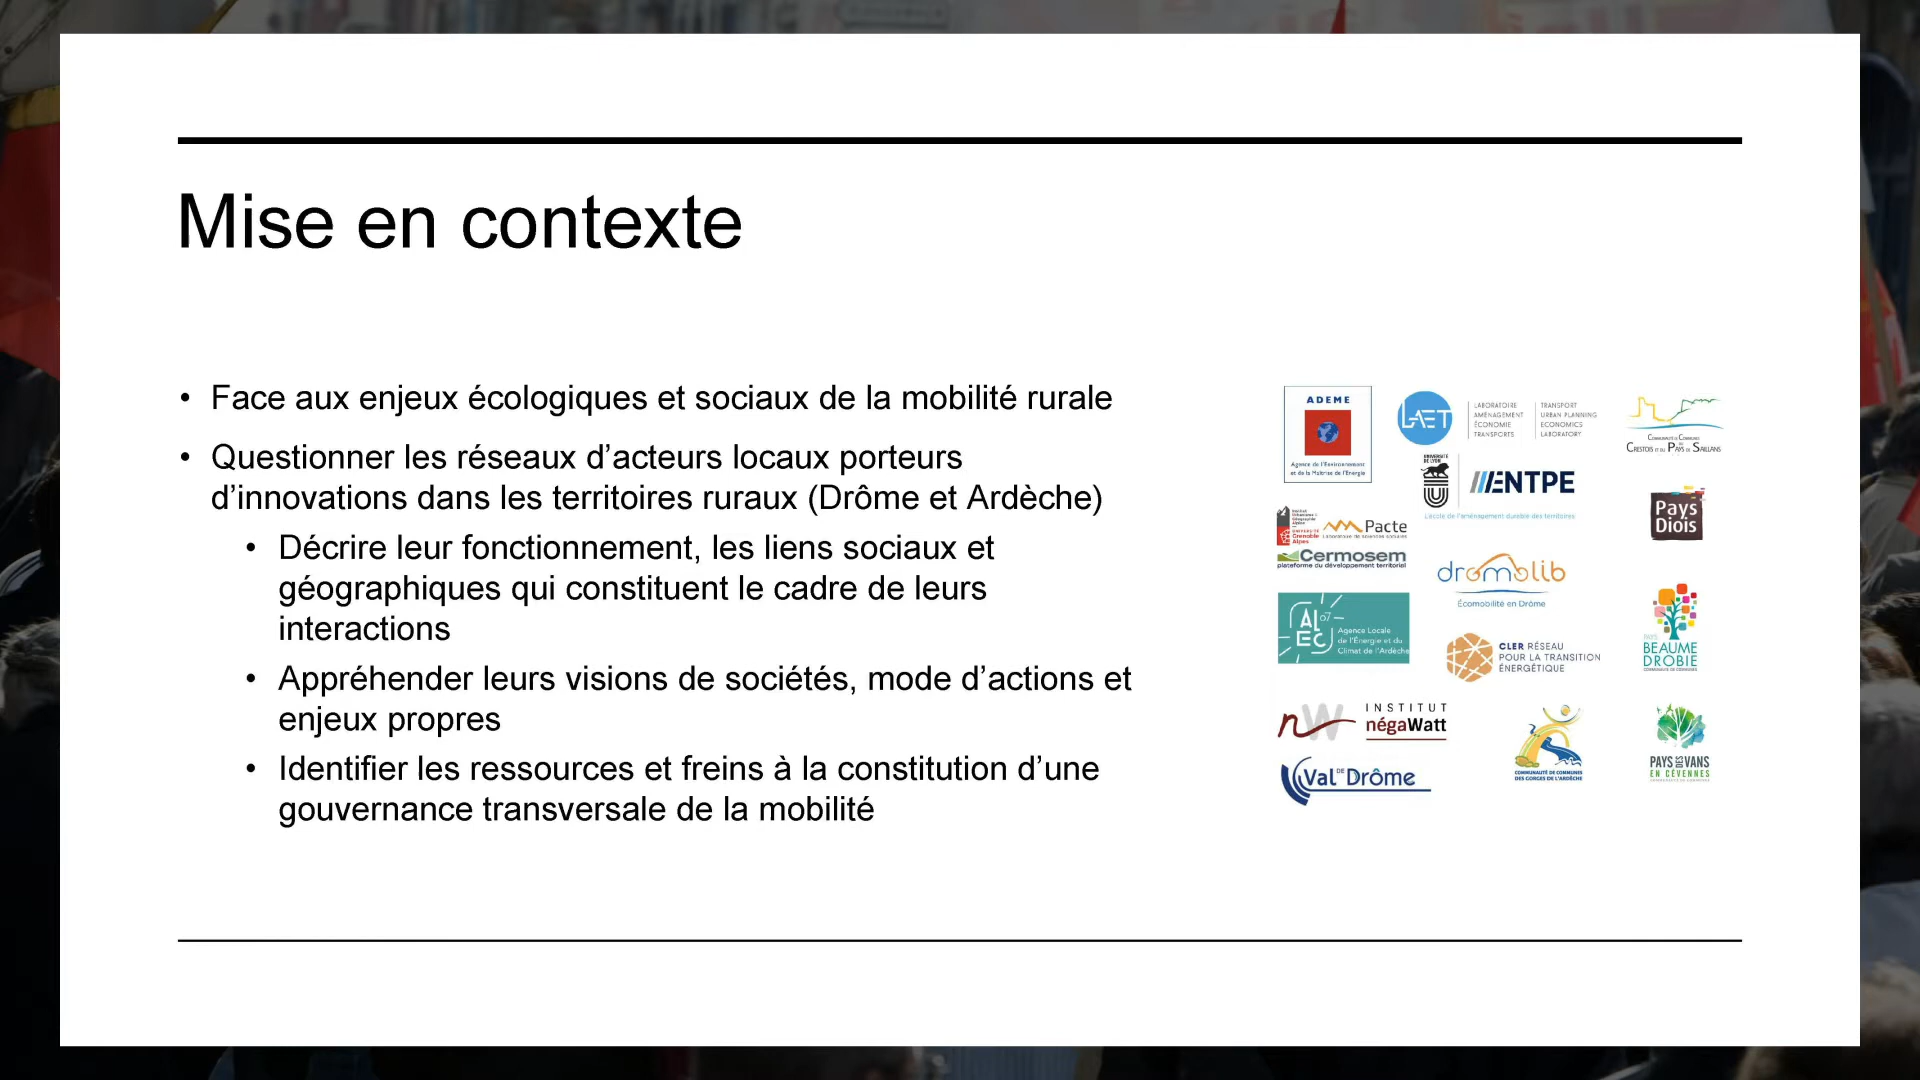 Mise en contexte
• Face aux enjeux écologiques et sociaux de la mobilité rurale
• Questionner les réseaux d’acteurs locaux porteurs
d’innovations dans les territoires ruraux (Drôme et Ardèche)
• Décrire leur fonctionnement, les liens sociaux et
géographiques qui constituent le cadre de leurs
interactions
• Appréhender leurs visions de sociétés, mode d’actions et
enjeux propres
• Identifier les ressources et freins à la constitution d’une
gouvernance transversale de la mobilité
ADEME
Agence de l'Environnement
et de la Maîtrise de l'Energie
LAET
LABORATOIRE
AMÉNAGEMENT
ÉCONOMIE
TRANSPORTS
TRANSPORT
URBAN PLANNING
ECONOMICS
LABORATORY
COMMUNAUTÉ DE COMMUNES
CRESTOIS ET DU PAYS DE SAILLANS
UNIVERSITÉ
DE LYON
ENTPE
L'école de l'aménagement durable des territoires
Pays
Diois
UNIVERSITÉ
Grenoble
Alpes
Pacte
Laboratoire de sciences sociales
Cermosem
plateforme du développement territorial
dromolib
Écomobilité en Drôme
ALEC 07
Agence Locale
de l'Énergie et du
Climat de l'Ardèche
CLER RÉSEAU
POUR LA TRANSITION
ÉNERGÉTIQUE
PAYS
BEAUME
DROBIE
COMMUNAUTÉ DE COMMUNES
nW
INSTITUT
négaWatt
COMMUNAUTÉ DE COMMUNES
DES GORGES DE L'ARDÈCHE
PAYS DES VANS
EN CÉVENNES
Val DE Drôme